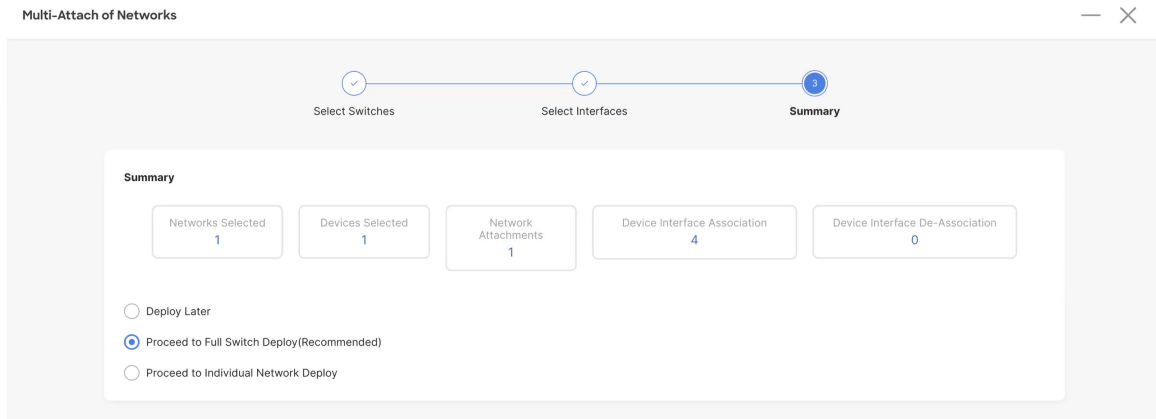 Multi-Attach of Networks
3
Select Switches
Select Interfaces
Summary
Summary
Networks Selected
1
Devices Selected
1
Network
Attachments
1
Device Interface Association
4
Device Interface De-Association
0
Deploy Later
Proceed to Full Switch Deploy(Recommended)
Proceed to Individual Network Deploy